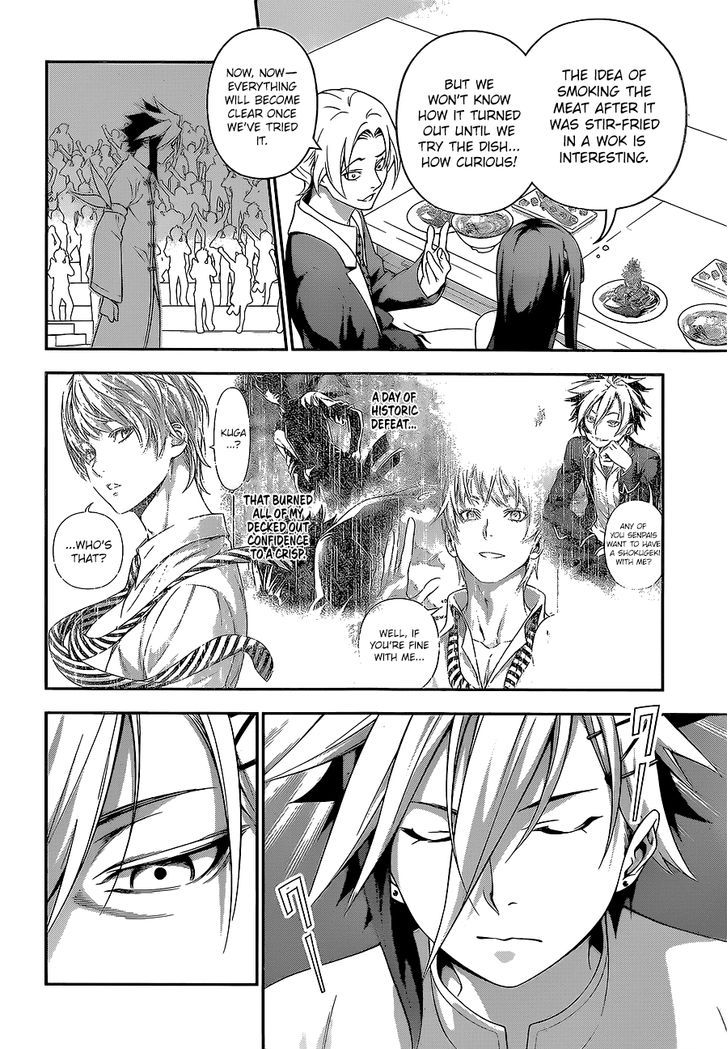 THE IDEA OF
SMOKING THE
MEAT AFTER IT
WAS STIR-FRIED
IN A WOK IS
INTERESTING.
BUT WE
WON'T KNOW
HOW IT TURNED
OUT UNTIL WE
TRY THE DISH...
HOW CURIOUS!
NOW, NOW—
EVERYTHING
WILL BECOME
CLEAR ONCE
WE'VE TRIED
IT.
ANY OF
YOU SENPAIS
WANT TO HAVE
A SHOKUGEKI
WITH ME?
WELL, IF
YOU'RE FINE
WITH ME...
A DAY OF
HISTORIC
DEFEAT...
THAT BURNED
ALL OF MY
DECKED OUT
CONFIDENCE
TO A CRISP.
KUGA
...?
...WHO'S
THAT?